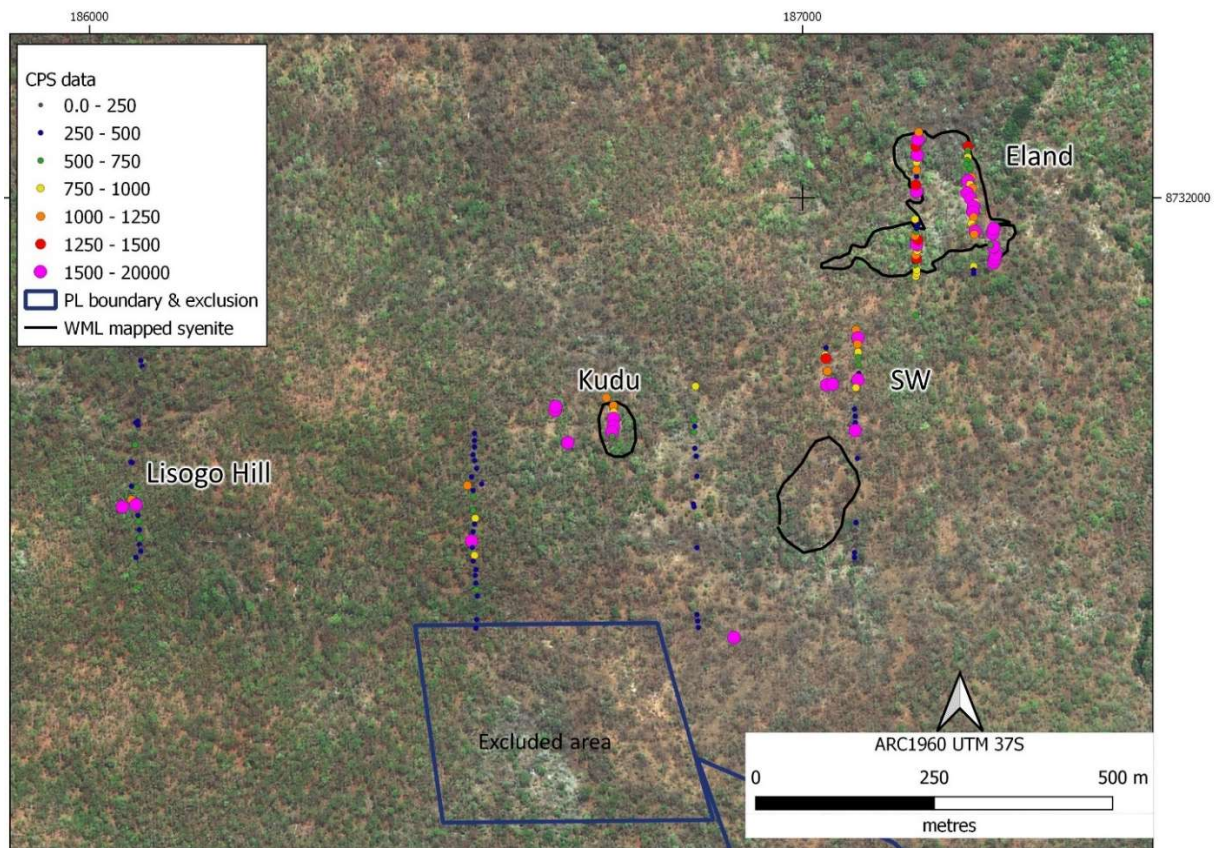 186000
187000
CPS data
0.0 - 250
250 - 500
500 - 750
750 - 1000
1000 - 1250
1250 - 1500
1500 - 20000
PL boundary & exclusion
WML mapped syenite
Eland
8732000
Kudu
SW
Lisogo Hill
Excluded area
ARC1960 UTM 37S
0
250
500 m
metres